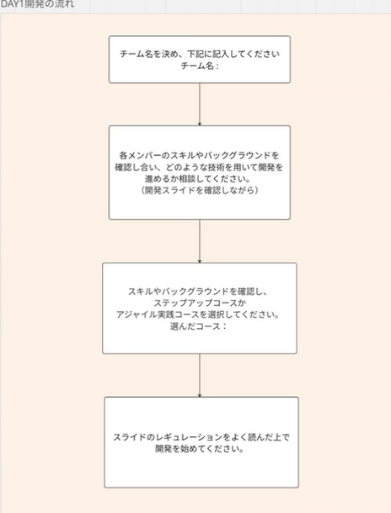 DAY1開発の流れ
チーム名を決め、下記に記入してください
チーム名：
各メンバーのスキルやバックグラウンドを
確認し合い、どのような技術を用いて開発を
進めるか相談してください。
（開発スライドを確認しながら）
スキルやバックグラウンドを確認し、
ステップアップコースか
アジャイル実践コースを選択してください。
選んだコース：
スライドのレギュレーションをよく読んだ上で
開発を始めてください。